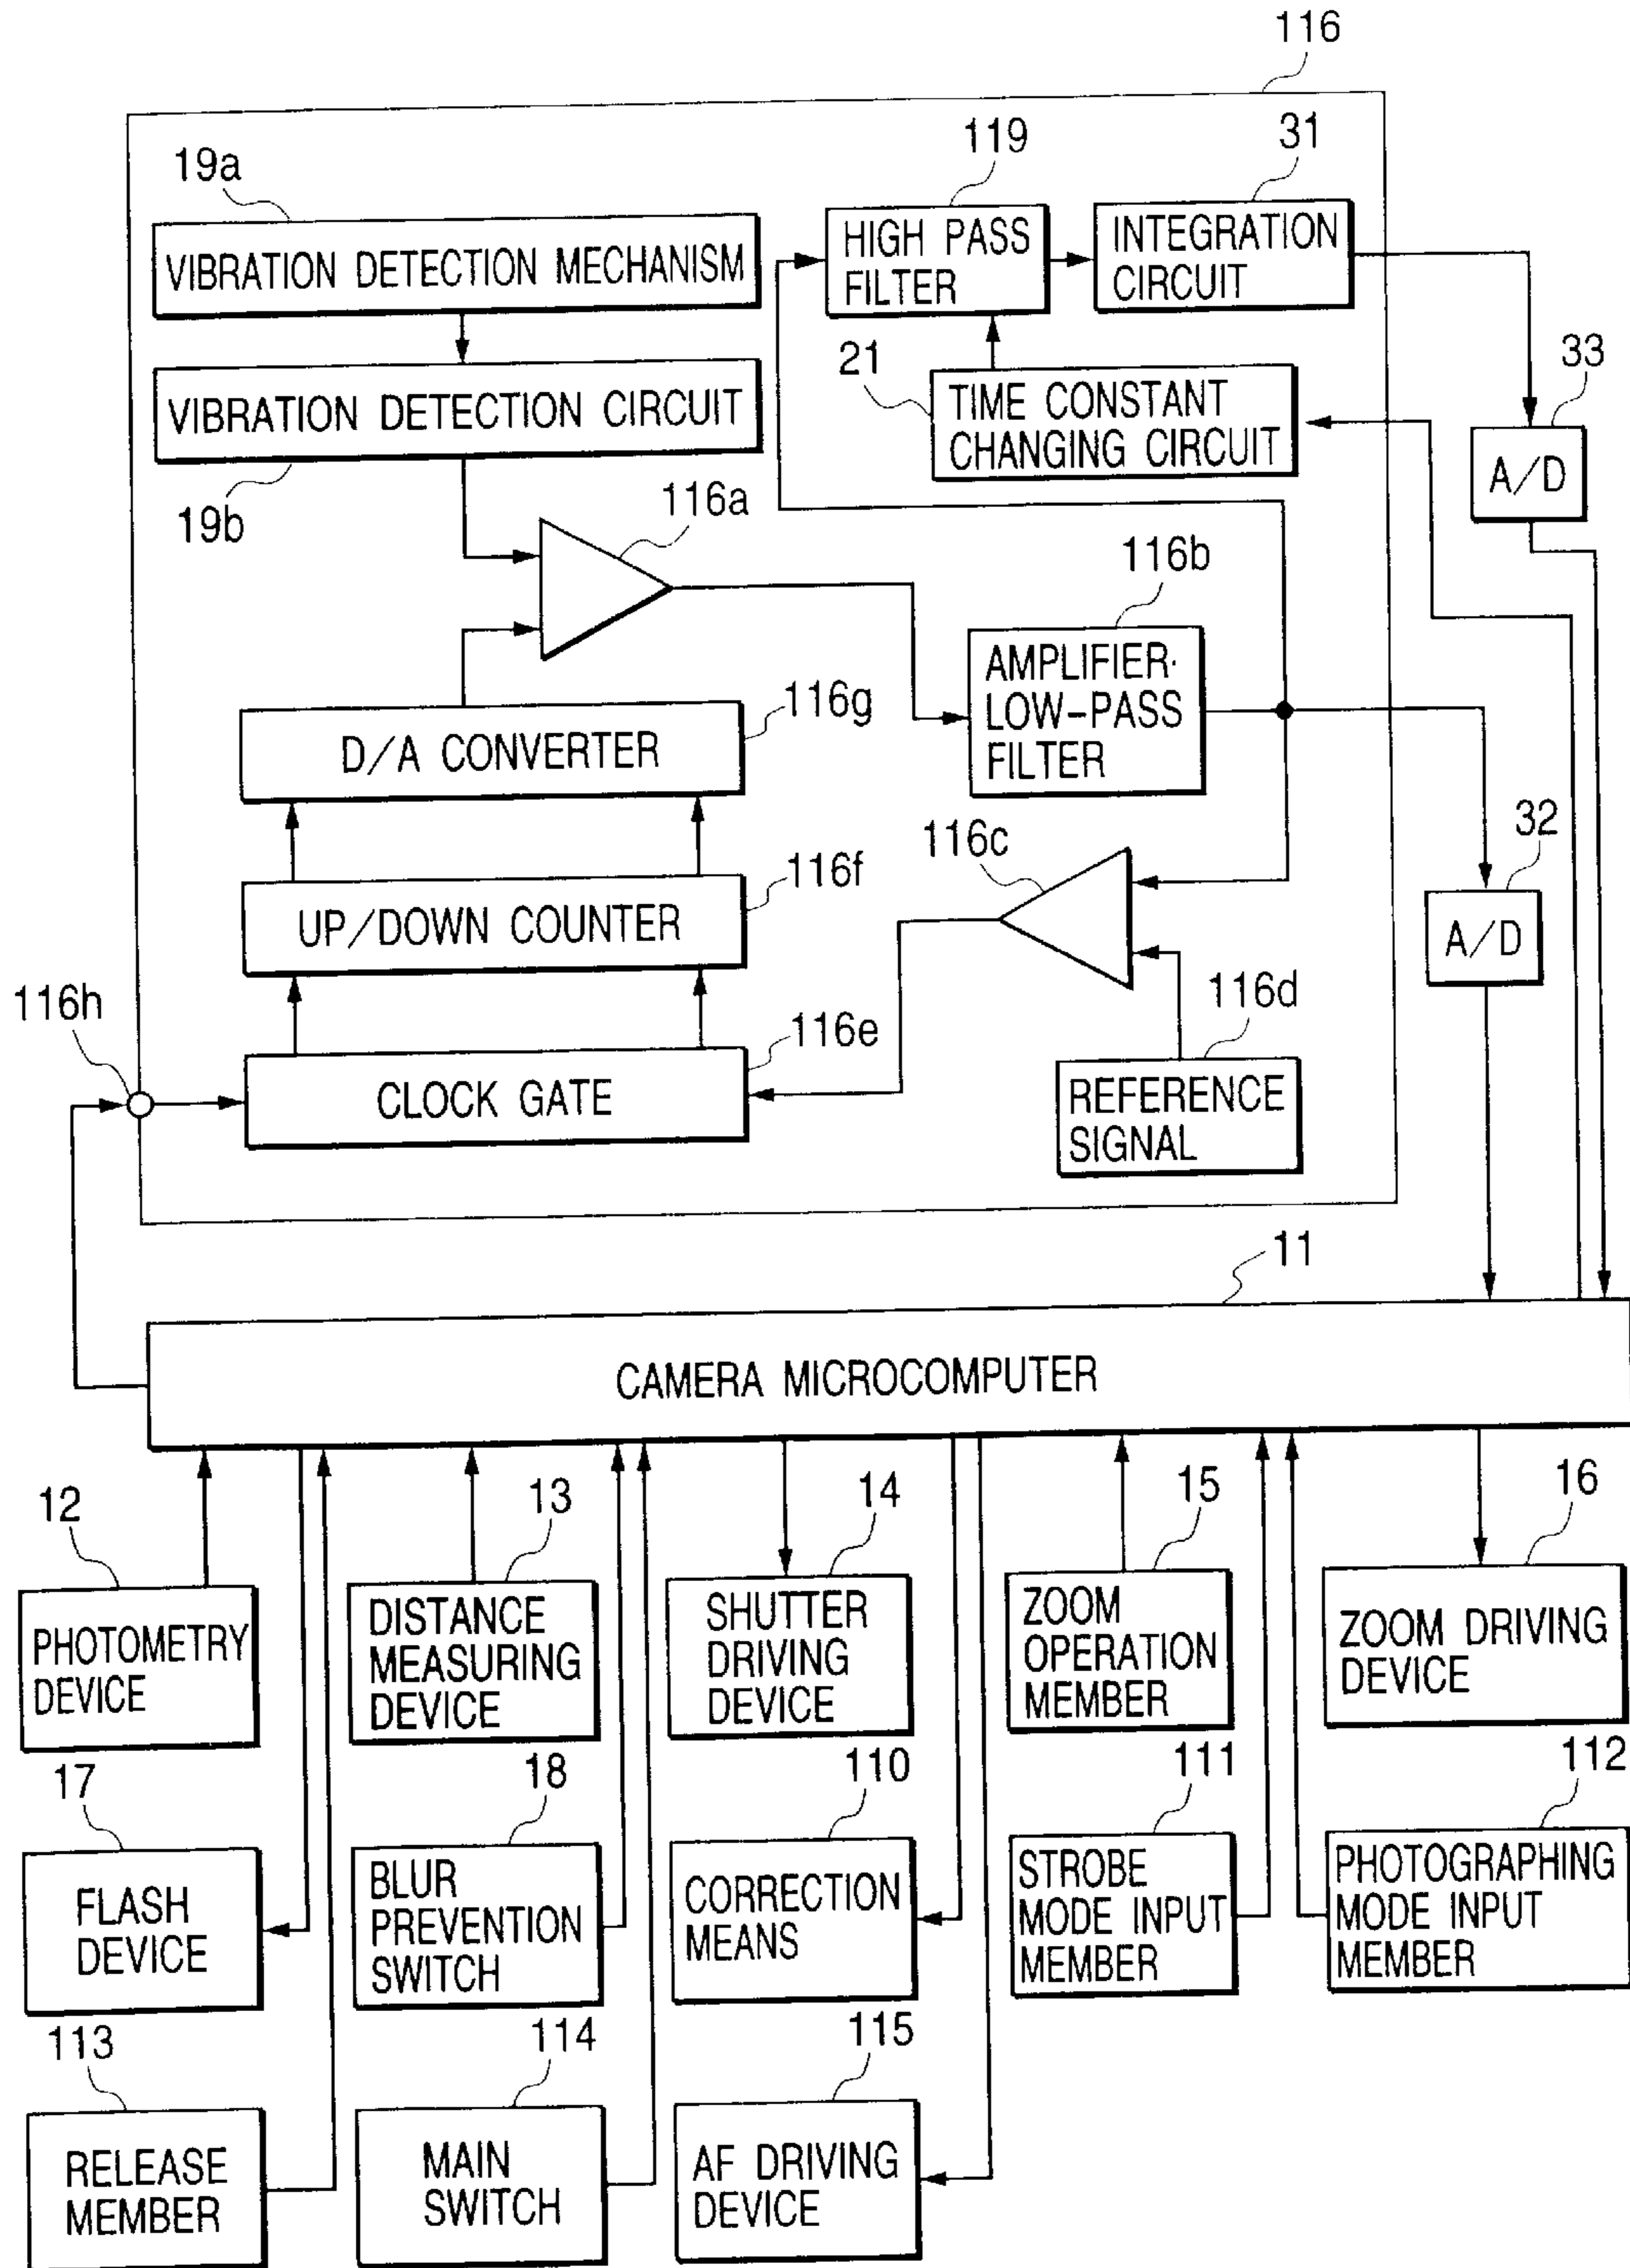 116
119
31
19a
VIBRATION DETECTION MECHANISM
HIGH PASS
FILTER
INTEGRATION
CIRCUIT
21
33
VIBRATION DETECTION CIRCUIT
TIME CONSTANT
CHANGING CIRCUIT
A/D
19b
116a
116b
AMPLIFIER·
LOW-PASS
FILTER
116g
D/A CONVERTER
32
116c
116f
UP/DOWN COUNTER
A/D
116h
116d
116e
CLOCK GATE
REFERENCE
SIGNAL
11
CAMERA MICROCOMPUTER
12
13
14
15
16
PHOTOMETRY
DEVICE
DISTANCE
MEASURING
DEVICE
SHUTTER
DRIVING
DEVICE
ZOOM
OPERATION
MEMBER
ZOOM DRIVING
DEVICE
17
18
110
111
112
FLASH
DEVICE
BLUR
PREVENTION
SWITCH
CORRECTION
MEANS
STROBE
MODE INPUT
MEMBER
PHOTOGRAPHING
MODE INPUT
MEMBER
113
114
115
RELEASE
MEMBER
MAIN
SWITCH
AF DRIVING
DEVICE